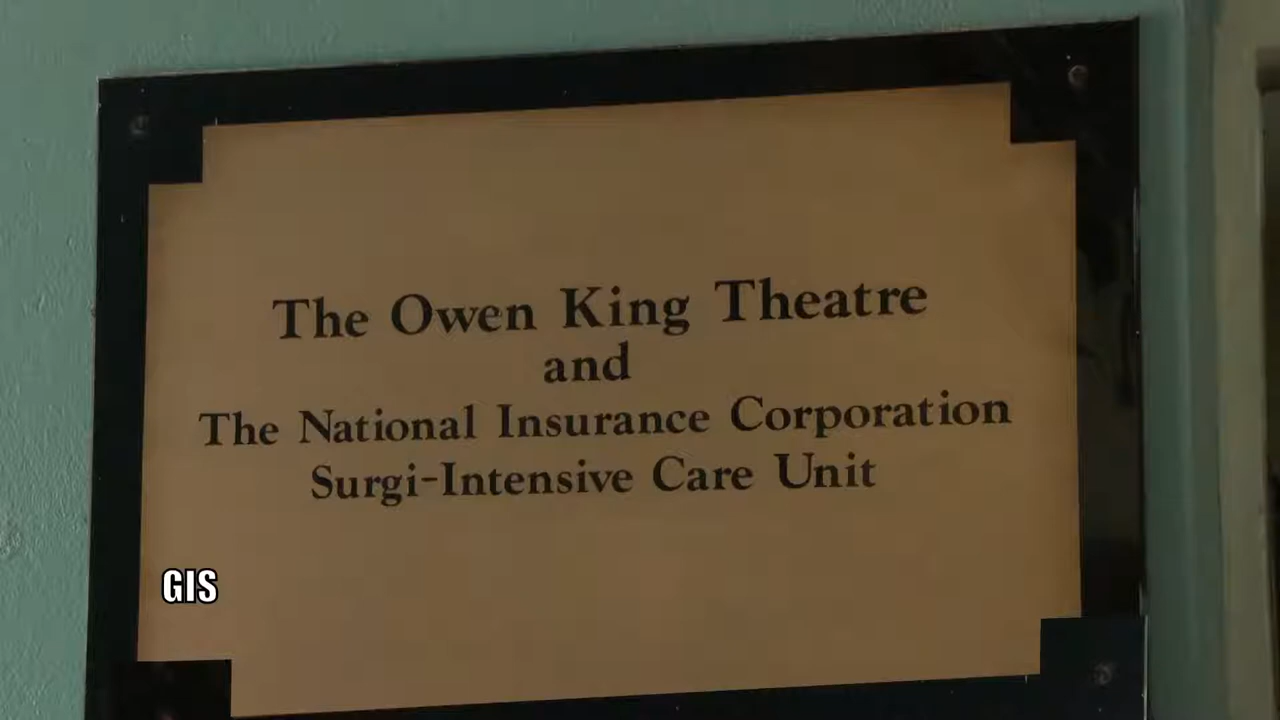 The Owen King Theatre
and
The National Insurance Corporation
Surgi-Intensive Care Unit
GIS